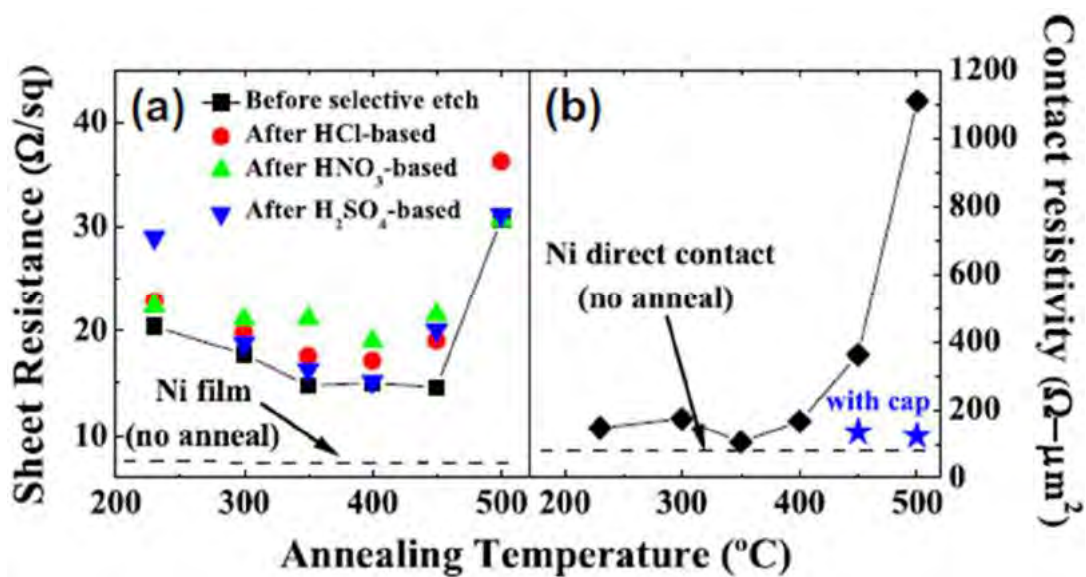 Sheet Resistance (Ω/sq)
40
30
20
10
(a)
Before selective etch
After HCl-based
After HNO₃-based
After H₂SO₄-based
Ni film
(no anneal)
200 300 400 500
(b)
Ni direct contact
(no anneal)
with cap
200 300 400 500
1200
1000
800
600
400
200
0
Contact resistivity (Ω–μm²)
Annealing Temperature (ºC)